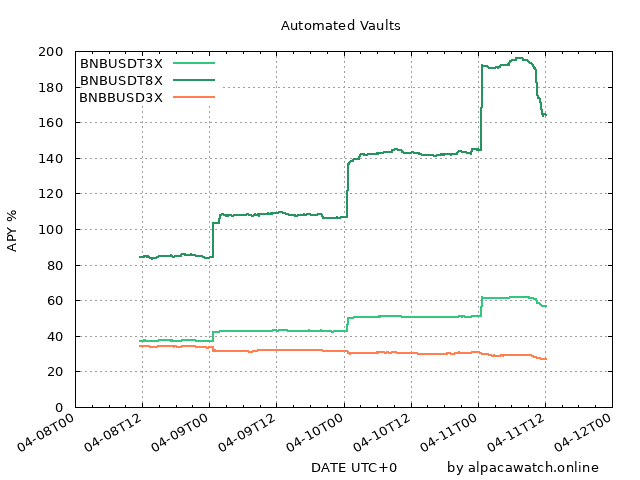 Automated Vaults
BNBUSDT3X
BNBUSDT8X
BNBBUSD3X
APY %
200
180
160
140
120
100
80
60
40
20
0
04-08T00
04-08T12
04-09T00
04-09T12
04-10T00
04-10T12
04-11T00
04-11T12
04-12T00
DATE UTC+0
by alpacawatch.online